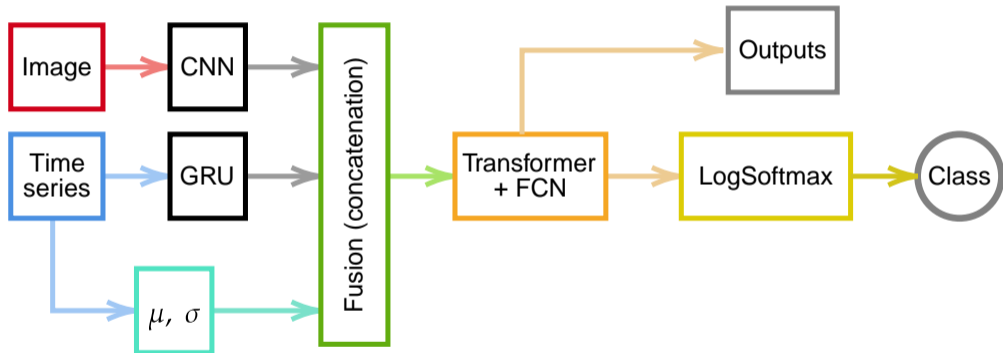 Image
CNN
Time
series
GRU
μ, σ
Fusion (concatenation)
Transformer
+ FCN
Outputs
LogSoftmax
Class